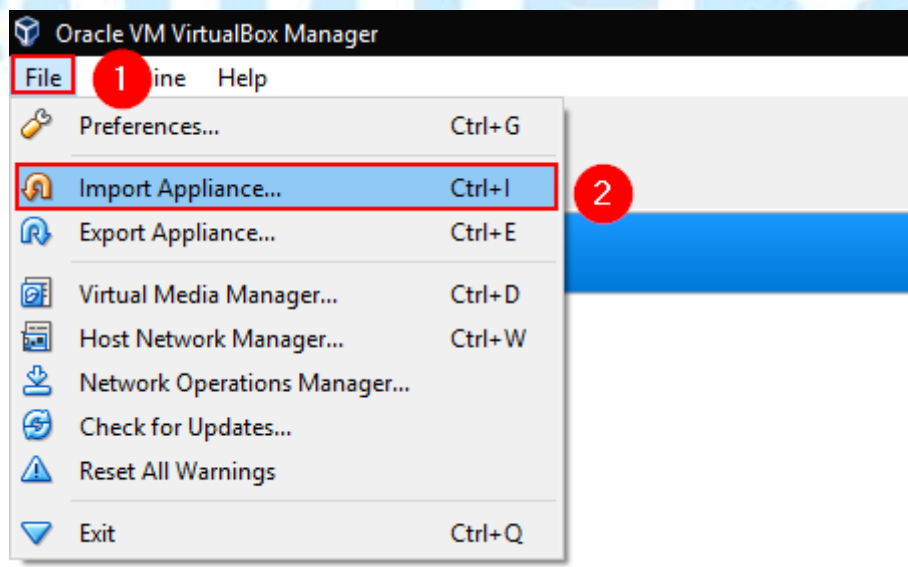 Oracle VM VirtualBox Manager
File 1 ine Help
Preferences... Ctrl+G
Import Appliance... Ctrl+I 2
Export Appliance... Ctrl+E
Virtual Media Manager... Ctrl+D
Host Network Manager... Ctrl+W
Network Operations Manager...
Check for Updates...
Reset All Warnings
Exit Ctrl+Q